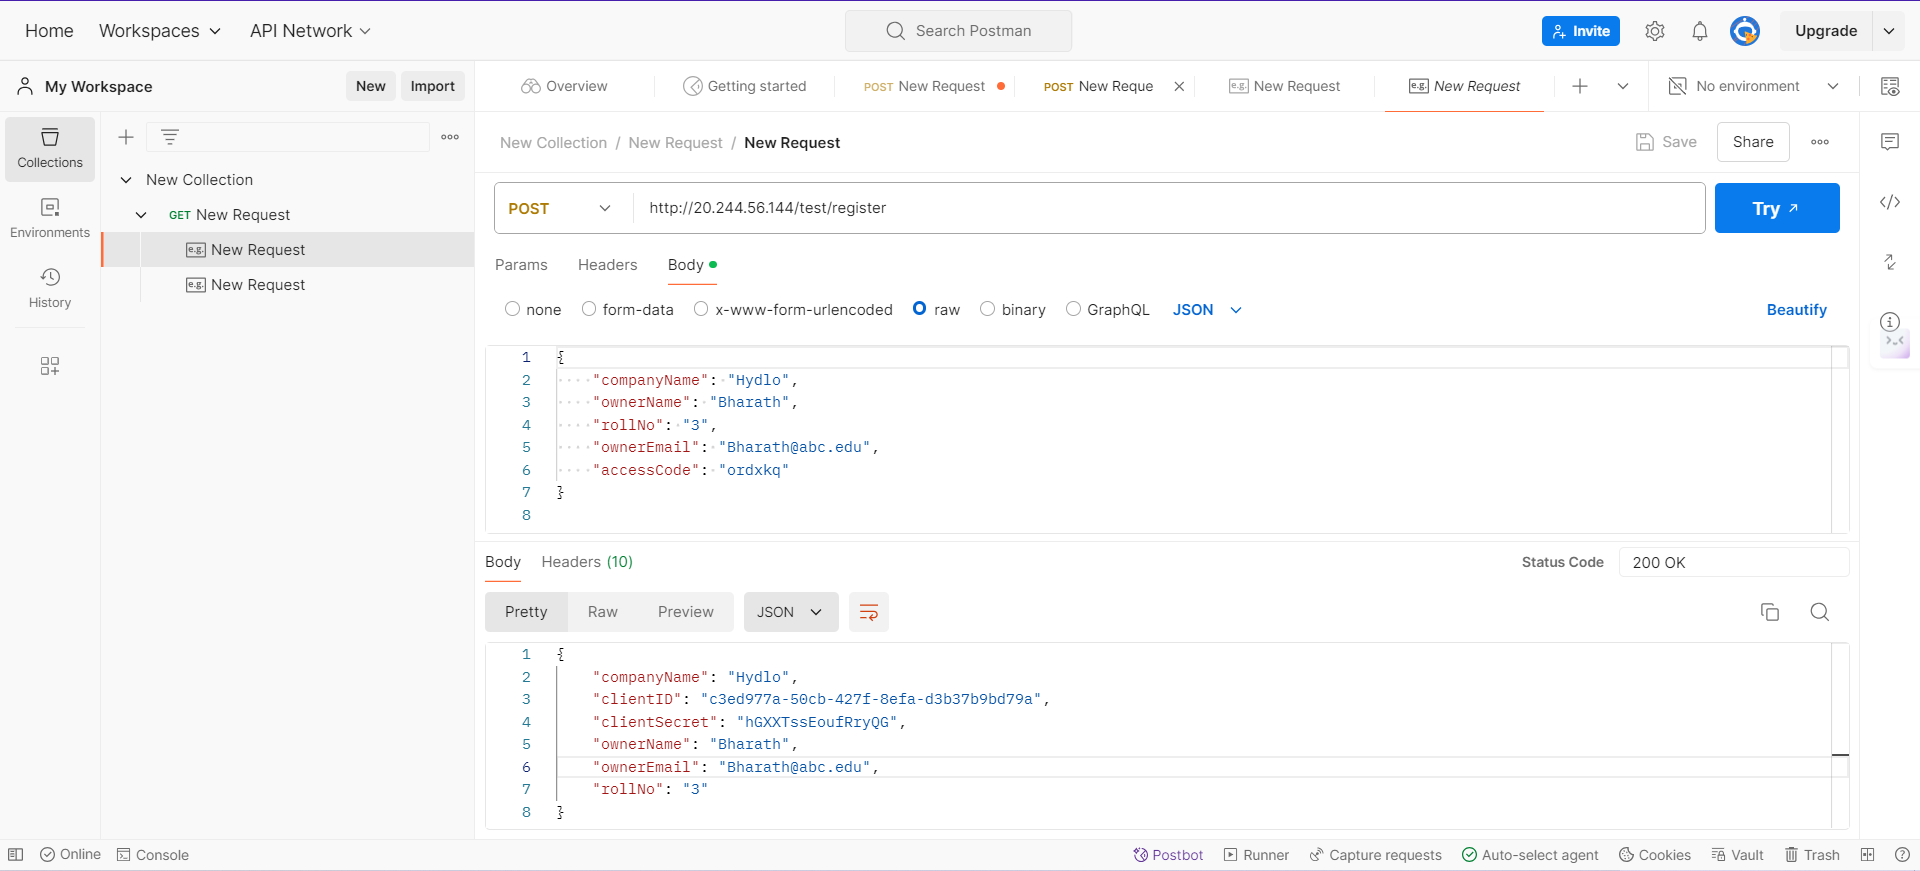 Home Workspaces API Network Search Postman Invite Upgrade
My Workspace New Import Overview Getting started POST New Request POST New Reque e.g. New Request e.g. New Request No environment
Collections
Environments
History
New Collection
GET New Request
e.g. New Request
e.g. New Request
New Collection / New Request / New Request Save Share
POST http://20.244.56.144/test/register Try
Params Headers Body
none form-data x-www-form-urlencoded raw binary GraphQL JSON Beautify
1 {
2 "companyName": "Hydlo",
3 "ownerName": "Bharath",
4 "rollNo": "3",
5 "ownerEmail": "Bharath@abc.edu",
6 "accessCode": "ordxkq"
7 }
8
Body Headers (10) Status Code 200 OK
Pretty Raw Preview JSON
1 {
2 "companyName": "Hydlo",
3 "clientID": "c3ed977a-50cb-427f-8efa-d3b37b9bd79a",
4 "clientSecret": "hGXXTssEoufRryQG",
5 "ownerName": "Bharath",
6 "ownerEmail": "Bharath@abc.edu",
7 "rollNo": "3"
8 }
Online Console Postbot Runner Capture requests Auto-select agent Cookies Vault Trash